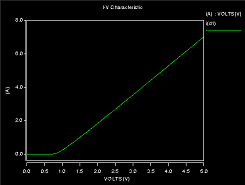 I-V Characteristic
(A) : VOLTS(V)
i(d1)
8.0
6.0
(A)
4.0
2.0
0.0
0.0 0.5 1.0 1.5 2.0 2.5 3.0 3.5 4.0 4.5 5.0
VOLTS(V)